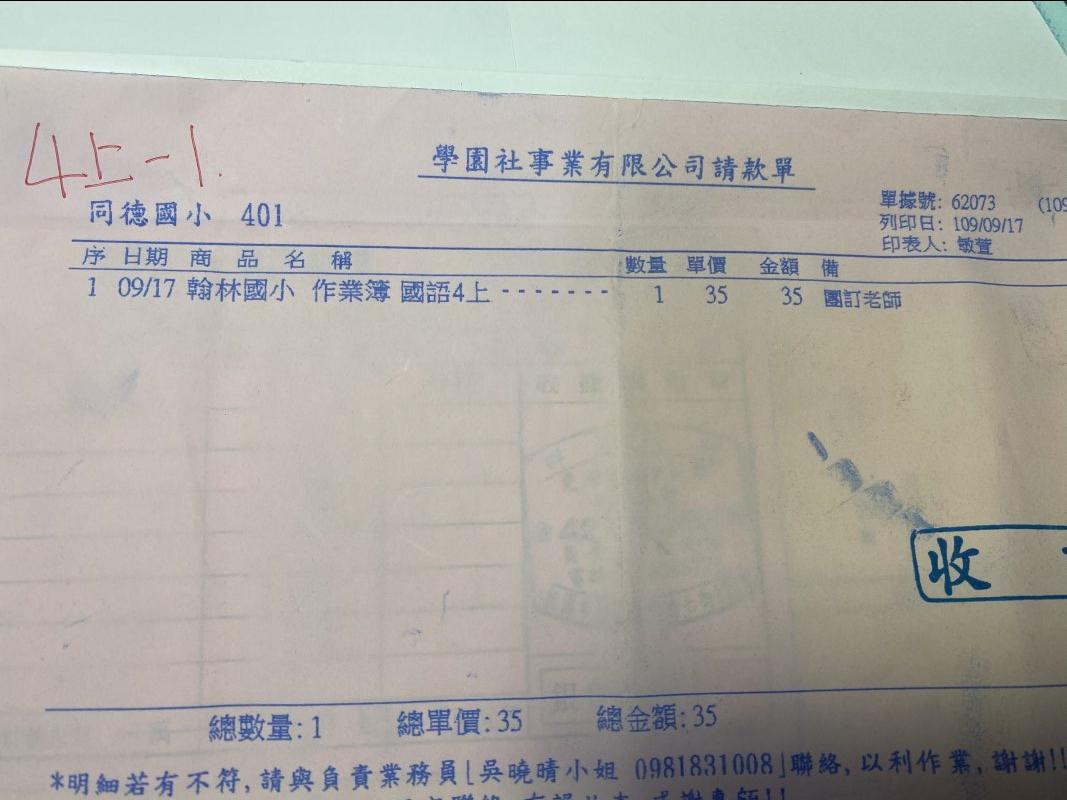 4上-1.
學園社事業有限公司請款單
同德國小 401
單據號: 62073 (109
列印日: 109/09/17
印表人: 敏萱
序 日期 商 品 名 稱 數量 單價 金額 備
1 09/17 翰林國小 作業簿 國語4上 - - - - - - - 1 35 35 團訂老師
收
總數量: 1 總單價: 35 總金額: 35
*明細若有不符, 請與負責業務員[吳曉晴小姐 0981831008]聯絡, 以利作業, 謝謝!!